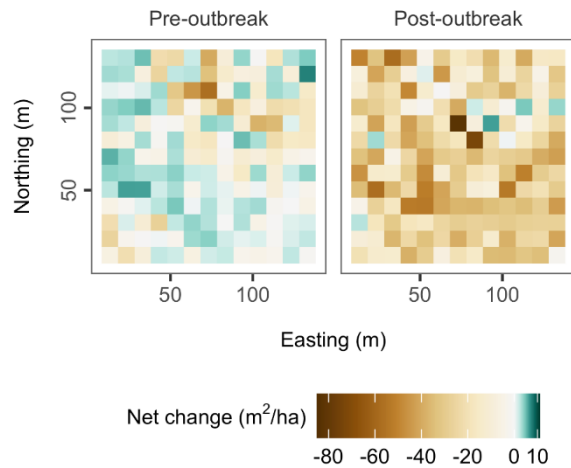 Pre-outbreak Post-outbreak
100
50
Northing (m)
50 100 50 100
Easting (m)
Net change (m²/ha)
-80 -60 -40 -20 0 10